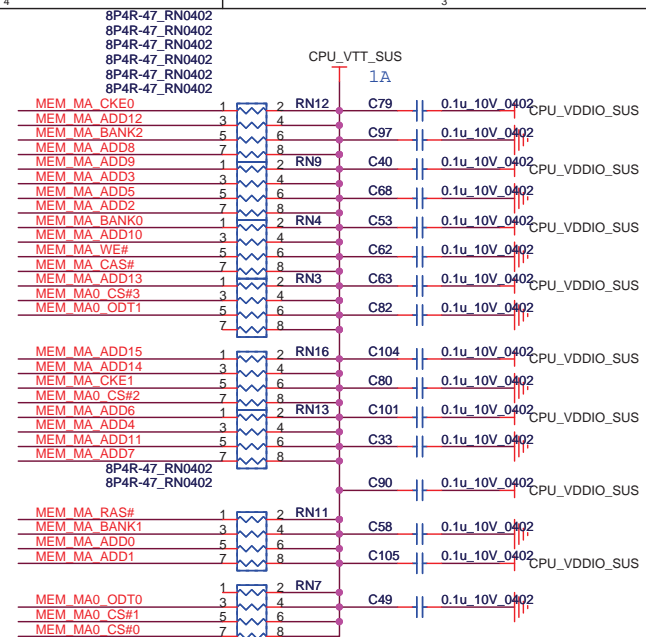 4 3
8P4R-47_RN0402
8P4R-47_RN0402
8P4R-47_RN0402
8P4R-47_RN0402
8P4R-47_RN0402
8P4R-47_RN0402
CPU_VTT_SUS
1A
MEM_MA_CKE0 1 2 RN12 C79 0.1u_10V_0402 CPU_VDDIO_SUS
MEM_MA_ADD12 3 4
MEM_MA_BANK2 5 6 C97 0.1u_10V_0402
MEM_MA_ADD8 7 8
MEM_MA_ADD9 1 2 RN9 C40 0.1u_10V_0402 CPU_VDDIO_SUS
MEM_MA_ADD3 3 4
MEM_MA_ADD5 5 6 C68 0.1u_10V_0402
MEM_MA_ADD2 7 8
MEM_MA_BANK0 1 2 RN4 C53 0.1u_10V_0402 CPU_VDDIO_SUS
MEM_MA_ADD10 3 4
MEM_MA_WE# 5 6 C62 0.1u_10V_0402
MEM_MA_CAS# 7 8
MEM_MA_ADD13 1 2 RN3 C63 0.1u_10V_0402 CPU_VDDIO_SUS
MEM_MA0_CS#3 3 4
MEM_MA0_ODT1 5 6 C82 0.1u_10V_0402
7 8
MEM_MA_ADD15 1 2 RN16 C104 0.1u_10V_0402 CPU_VDDIO_SUS
MEM_MA_ADD14 3 4
MEM_MA_CKE1 5 6 C80 0.1u_10V_0402
MEM_MA0_CS#2 7 8
MEM_MA_ADD6 1 2 RN13 C101 0.1u_10V_0402 CPU_VDDIO_SUS
MEM_MA_ADD4 3 4
MEM_MA_ADD11 5 6 C33 0.1u_10V_0402
MEM_MA_ADD7 7 8
8P4R-47_RN0402
8P4R-47_RN0402 C90 0.1u_10V_0402 CPU_VDDIO_SUS
MEM_MA_RAS# 1 2 RN11
MEM_MA_BANK1 3 4 C58 0.1u_10V_0402
MEM_MA_ADD0 5 6
MEM_MA_ADD1 7 8 C105 0.1u_10V_0402 CPU_VDDIO_SUS
1 2 RN7
MEM_MA0_ODT0 3 4 C49 0.1u_10V_0402
MEM_MA0_CS#1 5 6
MEM_MA0_CS#0 7 8